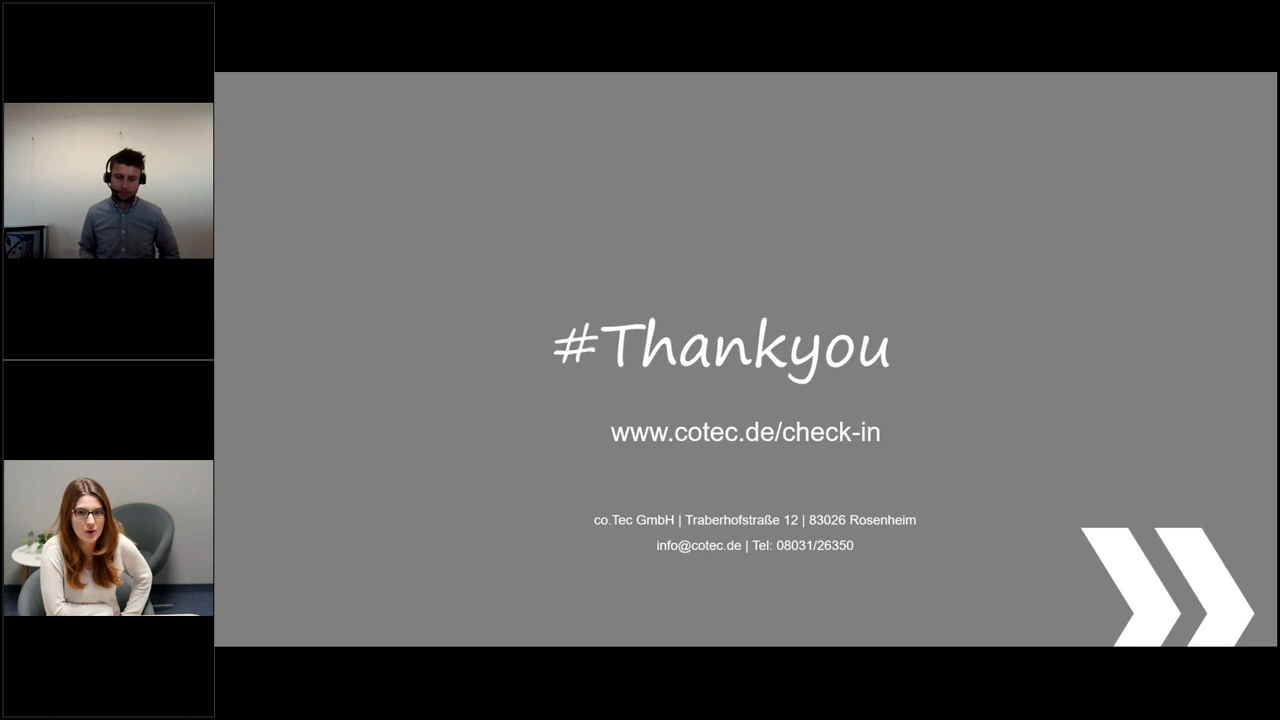 #Thankyou
www.cotec.de/check-in
co.Tec GmbH | Traberhofstraße 12 | 83026 Rosenheim
info@cotec.de | Tel: 08031/26350